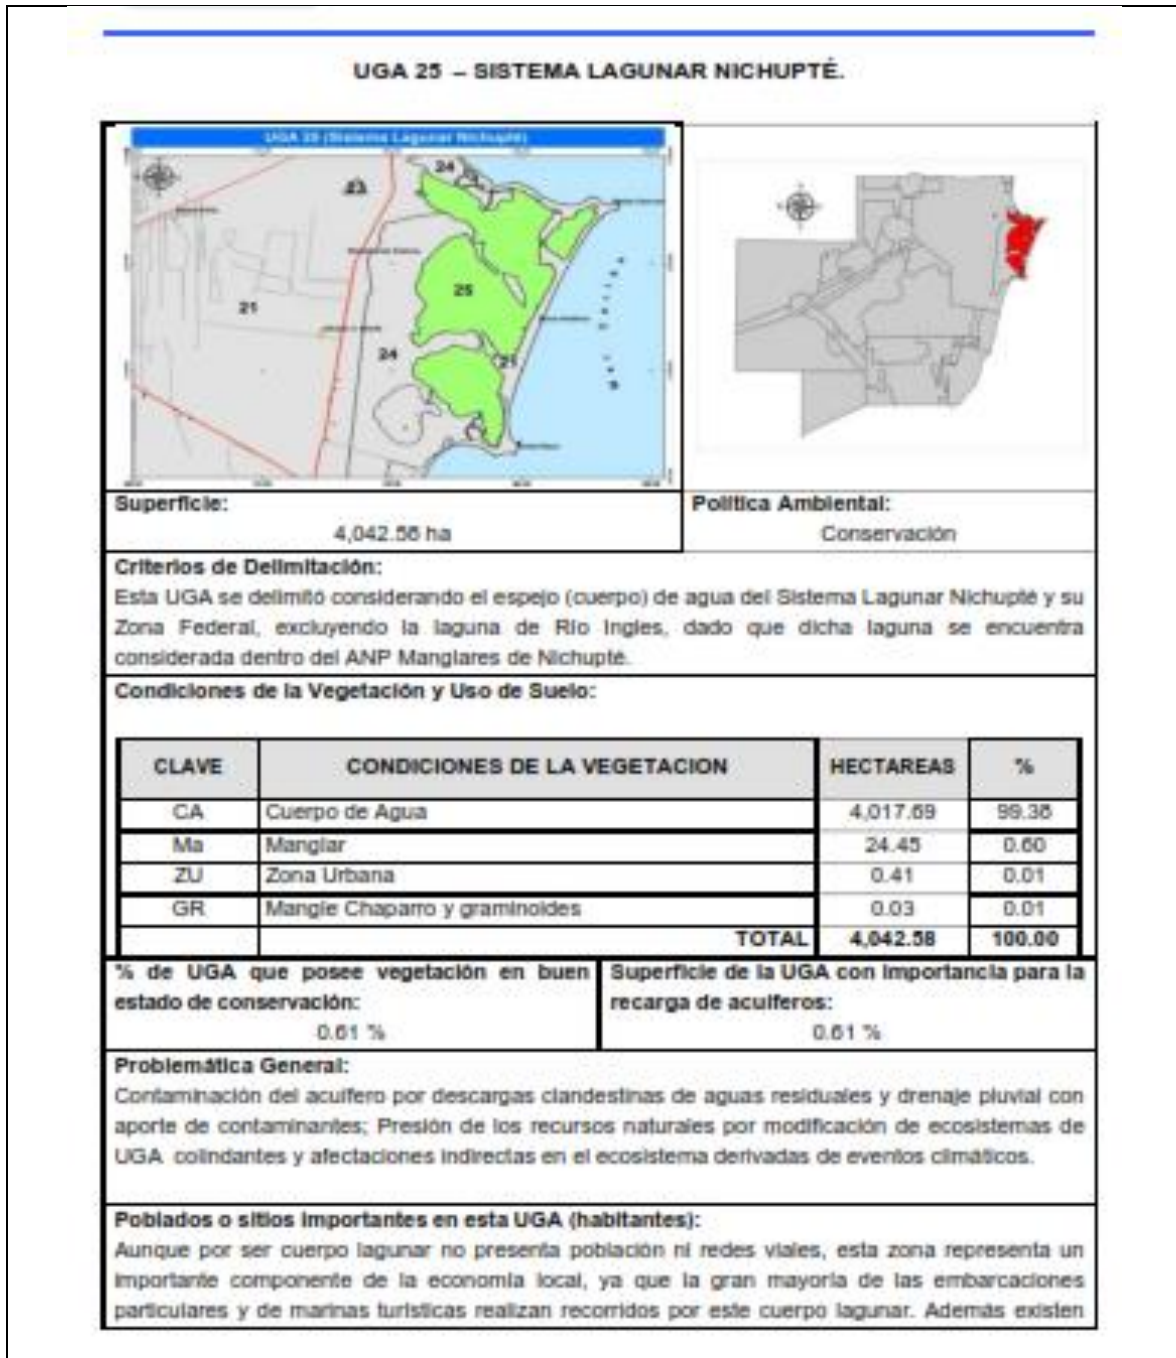 UGA 25 – SISTEMA LAGUNAR NICHUPTÉ.
UGA 25 (Sistema Lagunar Nichupté)
24
23
25
21
24
21
Superficie:
4,042.58 ha
Política Ambiental:
Conservación
Criterios de Delimitación:
Esta UGA se delimitó considerando el espejo (cuerpo) de agua del Sistema Lagunar Nichupté y su
Zona Federal, excluyendo la laguna de Río Ingles, dado que dicha laguna se encuentra
considerada dentro del ANP Manglares de Nichupté.
Condiciones de la Vegetación y Uso de Suelo:
CLAVE CONDICIONES DE LA VEGETACION HECTAREAS %
CA Cuerpo de Agua 4,017.69 99.38
Ma Manglar 24.45 0.60
ZU Zona Urbana 0.41 0.01
GR Mangle Chaparro y graminoides 0.03 0.01
TOTAL 4,042.58 100.00
% de UGA que posee vegetación en buen
estado de conservación:
0.61 %
Superficie de la UGA con importancia para la
recarga de acuíferos:
0.61 %
Problemática General:
Contaminación del acuífero por descargas clandestinas de aguas residuales y drenaje pluvial con
aporte de contaminantes; Presión de los recursos naturales por modificación de ecosistemas de
UGA colindantes y afectaciones indirectas en el ecosistema derivadas de eventos climáticos.
Poblados o sitios importantes en esta UGA (habitantes):
Aunque por ser cuerpo lagunar no presenta población ni redes viales, esta zona representa un
importante componente de la economía local, ya que la gran mayoría de las embarcaciones
particulares y de marinas turísticas realizan recorridos por este cuerpo lagunar. Además existen